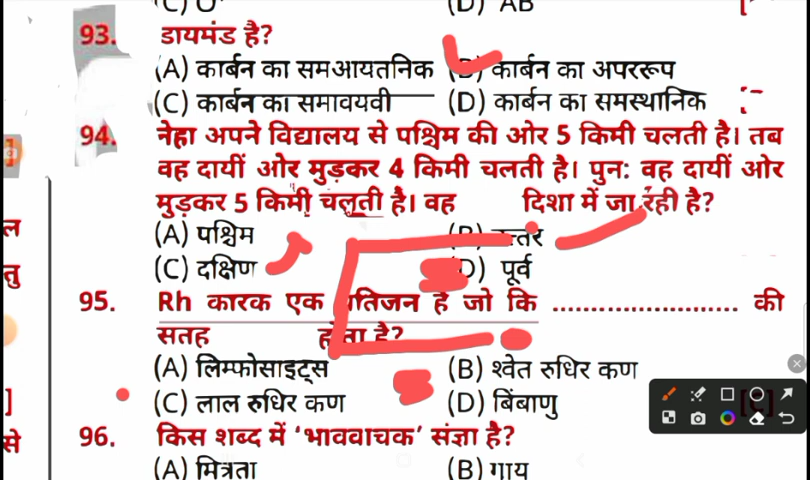 (D) AB
93. डायमंड है?
(A) कार्बन का समआयतनिक (B) कार्बन का अपररूप
(C) कार्बन का समावयवी (D) कार्बन का समस्थानिक
94. नेहा अपने विद्यालय से पश्चिम की ओर 5 किमी चलती है। तब
वह दायीं ओर मुड़कर 4 किमी चलती है। पुन: वह दायीं ओर
मुड़कर 5 किमी चलती है। वह दिशा में जा रही है?
(A) पश्चिम (B) उत्तर
(C) दक्षिण (D) पूर्व
95. Rh कारक एक प्रतिजन है जो कि ........................ की
सतह होता है?
(A) लिम्फोसाइट्स (B) श्वेत रुधिर कण
(C) लाल रुधिर कण (D) बिंबाणु
96. किस शब्द में ‘भाववाचक’ संज्ञा है?
(A) मित्रता (B) गाय